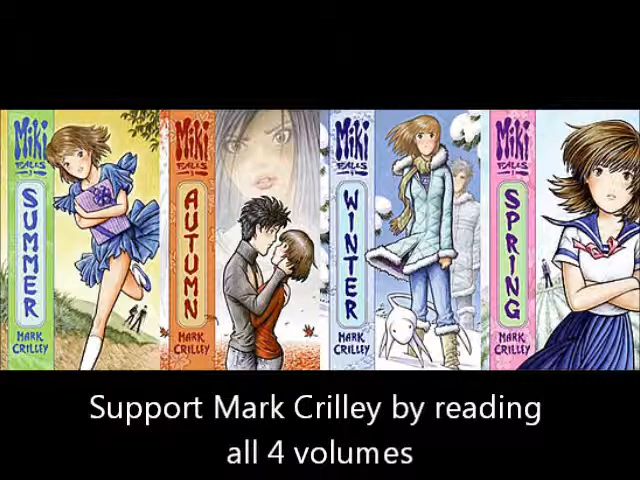 Miki
FALLS
SUMMER
MARK
CRILLEY
Miki
FALLS
AUTUMN
MARK
CRILLEY
Miki
FALLS
WINTER
MARK
CRILLEY
Miki
FALLS
SPRING
MARK
CRILLEY
Support Mark Crilley by reading
all 4 volumes